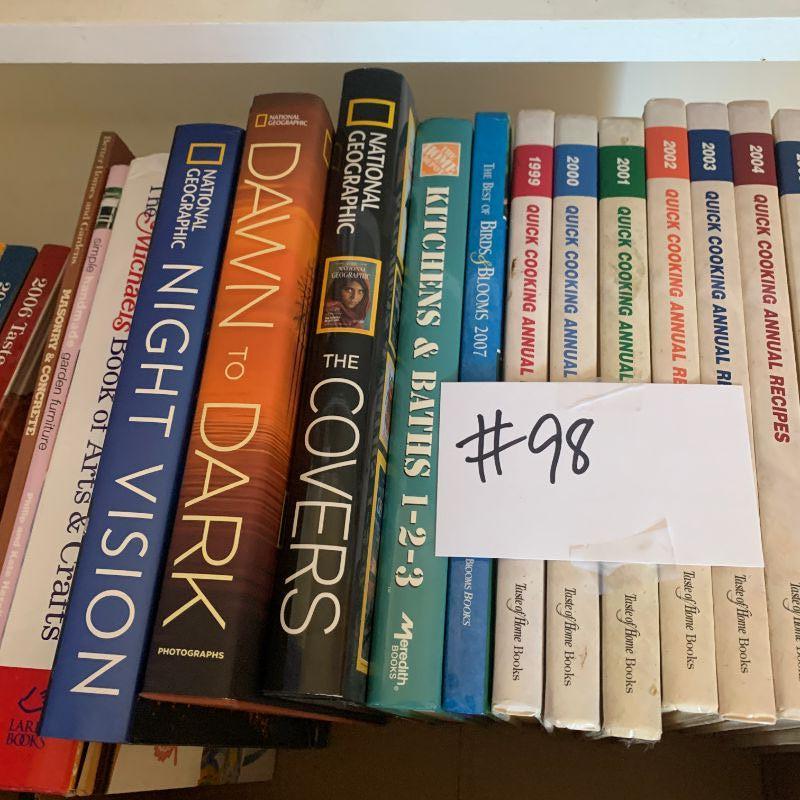 2006 Taste
Better Homes and Gardens
MASONRY & CONCRETE
simple handmade garden furniture
The Michaels Book of Arts & Crafts
LARK BOOKS
NATIONAL GEOGRAPHIC
NIGHT VISION
NATIONAL GEOGRAPHIC
DAWN TO DARK
PHOTOGRAPHS
NATIONAL GEOGRAPHIC
NATIONAL GEOGRAPHIC
THE COVERS
KITCHENS & BATHS 1-2-3
Meredith BOOKS®
THE BEST OF BIRDS & BLOOMS 2007
BLOOMS BOOKS
1999
QUICK COOKING ANNUAL
Taste of Home Books
2000
QUICK COOKING ANNUAL
Taste of Home Books
2001
QUICK COOKING ANNUAL
Taste of Home Books
2002
QUICK COOKING ANNUAL RE
Taste of Home Books
2003
QUICK COOKING ANNUAL R
Taste of Home Books
2004
QUICK COOKING ANNUAL RECIPES
Taste of Home Books
#98